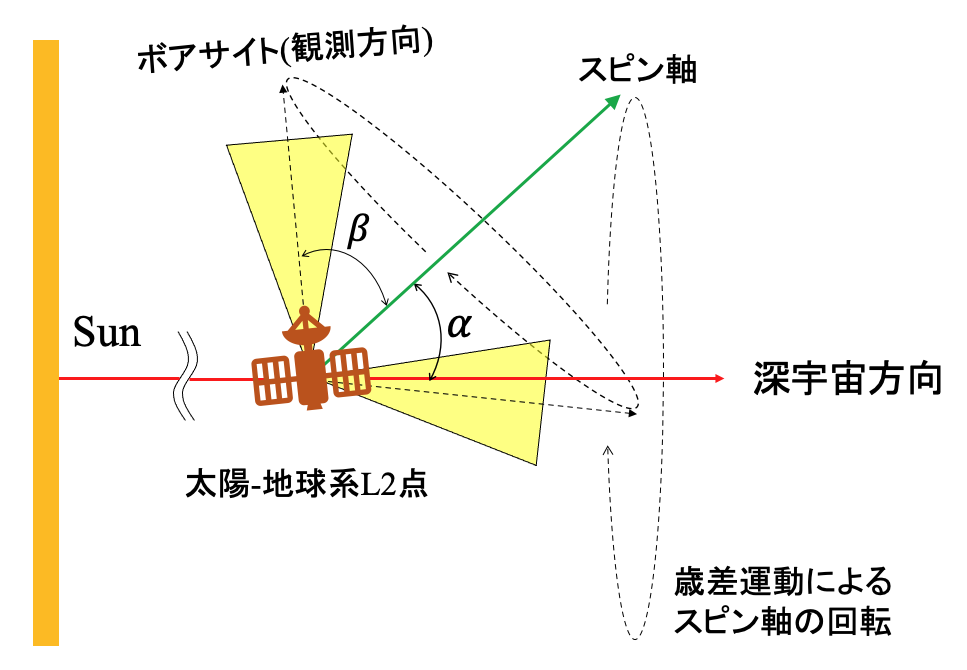 ボアサイト(観測方向)
スピン軸
β
α
Sun
深宇宙方向
太陽-地球系L2点
歳差運動による
スピン軸の回転